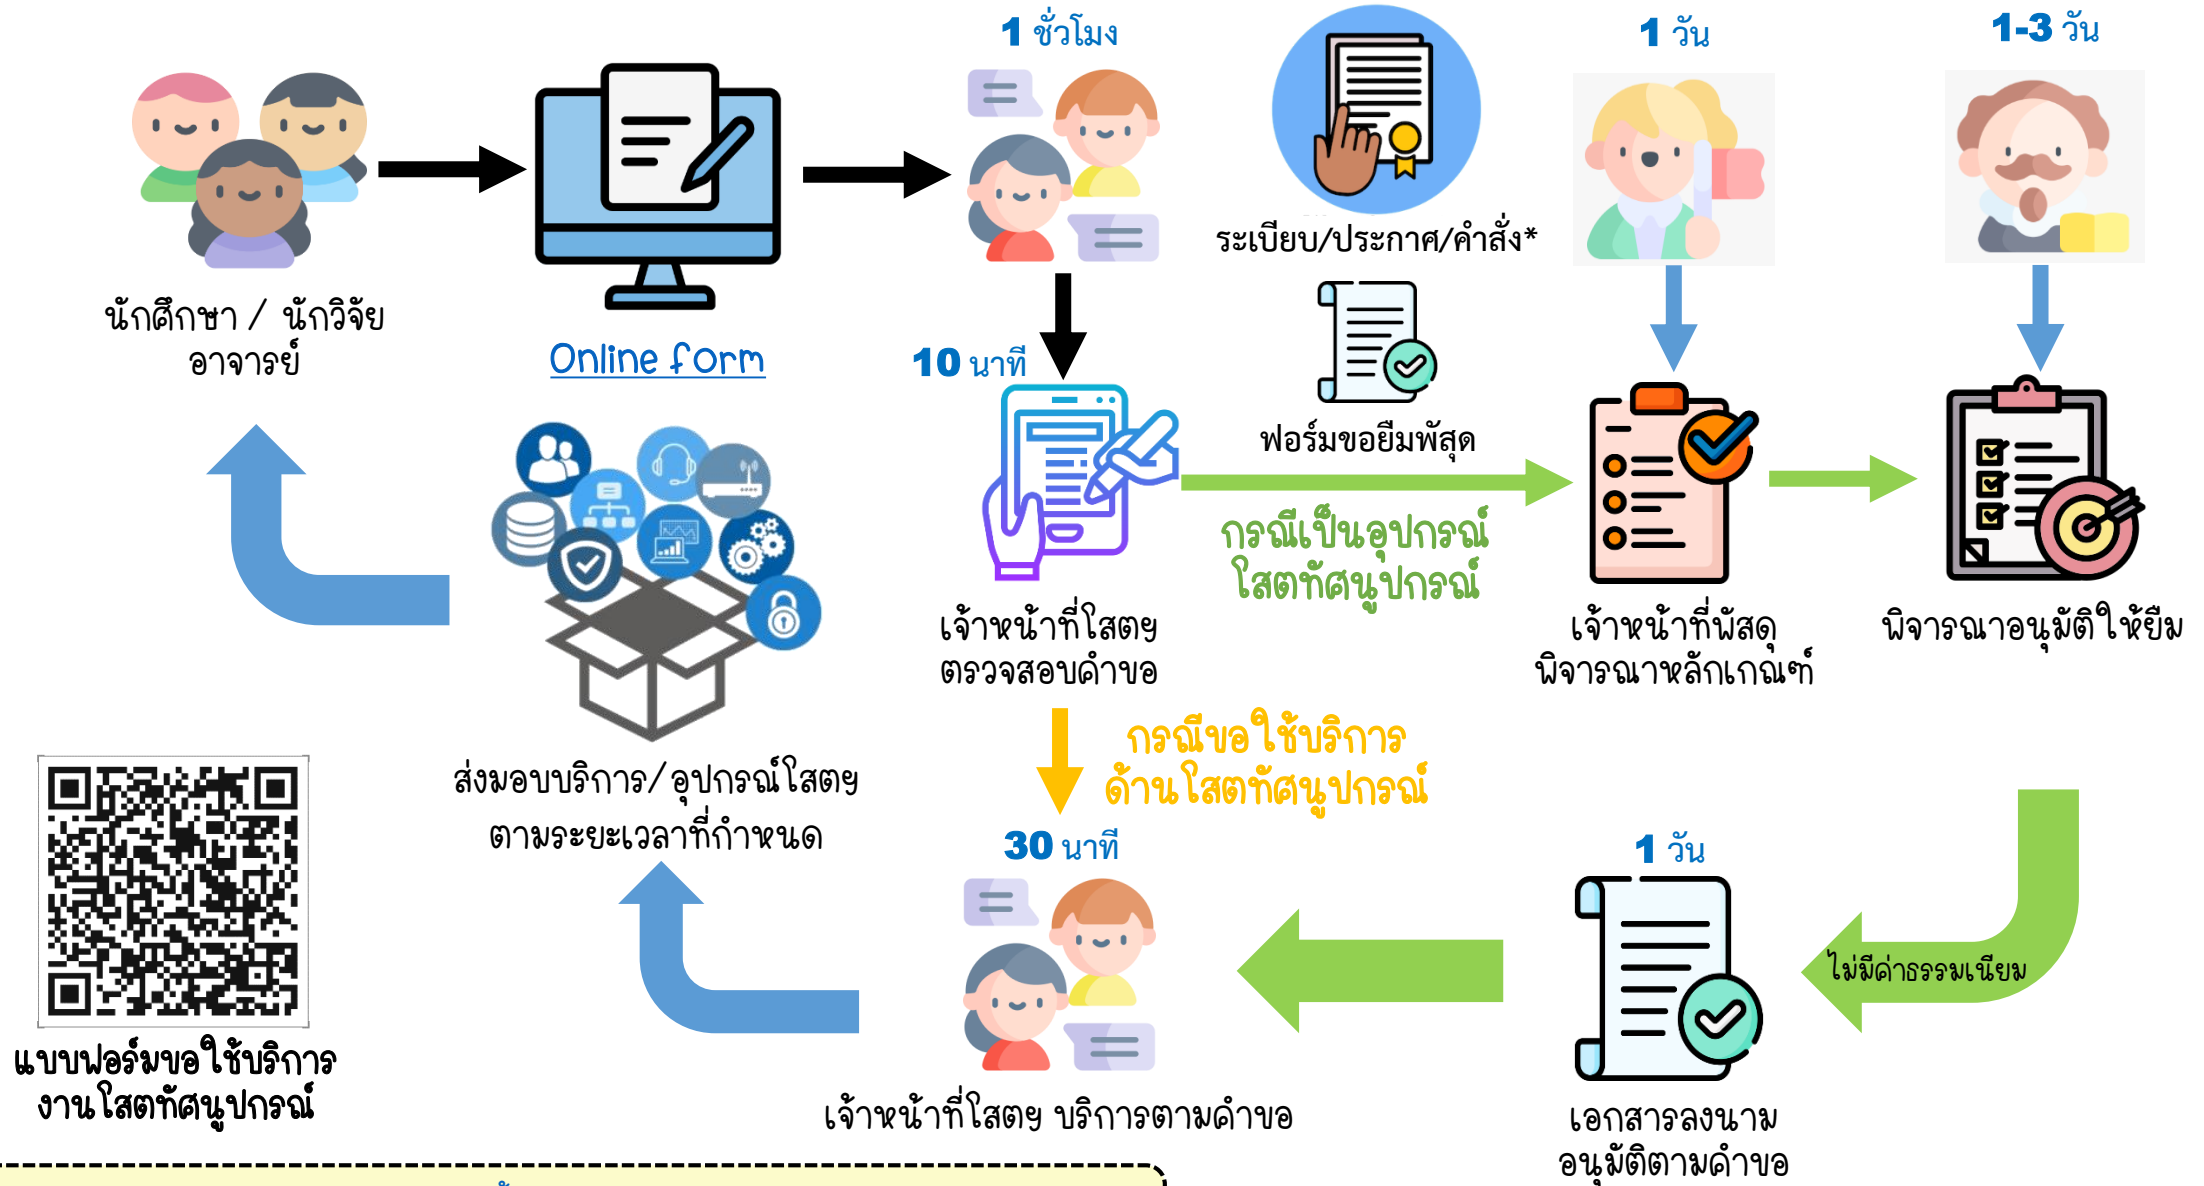 1 ชั่วโมง
1 วัน
1-3 วัน
ระเบียบ/ประกาศ/คำสั่ง*
นักศึกษา / นักวิจัย
อาจารย์
Online form
10 นาที
ฟอร์มขอยืมพัสุด
กรณีเป็นอุปกรณ์
โสตทัศนูปกรณ์
เจ้าหน้าที่โสตฯ
ตรวจสอบคำขอ
เจ้าหน้าที่พัสดุ
พิจารณาหลักเกณฑ์
พิจารณาอนุมัติให้ยืม
กรณีขอใช้บริการ
ด้านโสตทัศนูปกรณ์
ส่งมอบบริการ/อุปกรณ์โสตฯ
ตามระยะเวลาที่กำหนด
30 นาที
1 วัน
ไม่มีค่าธรรมเนียม
แบบฟอร์มขอใช้บริการ
งานโสตทัศนูปกรณ์
เจ้าหน้าที่โสตฯ บริการตามคำขอ
เอกสารลงนาม
อนุมัติตามคำขอ